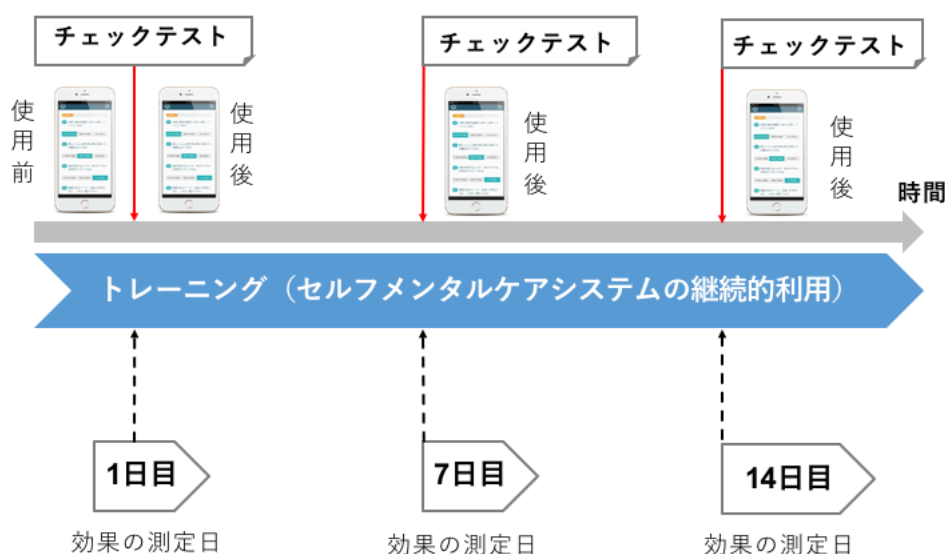 チェックテスト
チェックテスト
チェックテスト
使用前
使用後
使用後
使用後
時間
トレーニング（セルフメンタルケアシステムの継続的利用）
1日目
7日目
14日目
効果の測定日
効果の測定日
効果の測定日